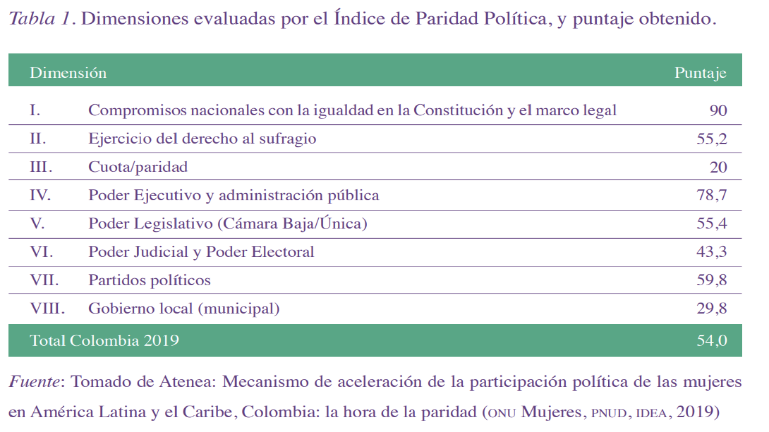 Tabla 1. Dimensiones evaluadas por el Índice de Paridad Política, y puntaje obtenido.
Dimensión Puntaje
I. Compromisos nacionales con la igualdad en la Constitución y el marco legal 90
II. Ejercicio del derecho al sufragio 55,2
III. Cuota/paridad 20
IV. Poder Ejecutivo y administración pública 78,7
V. Poder Legislativo (Cámara Baja/Única) 55,4
VI. Poder Judicial y Poder Electoral 43,3
VII. Partidos políticos 59,8
VIII. Gobierno local (municipal) 29,8
Total Colombia 2019 54,0
Fuente: Tomado de Atenea: Mecanismo de aceleración de la participación política de las mujeres
en América Latina y el Caribe, Colombia: la hora de la paridad (ONU Mujeres, PNUD, IDEA, 2019)